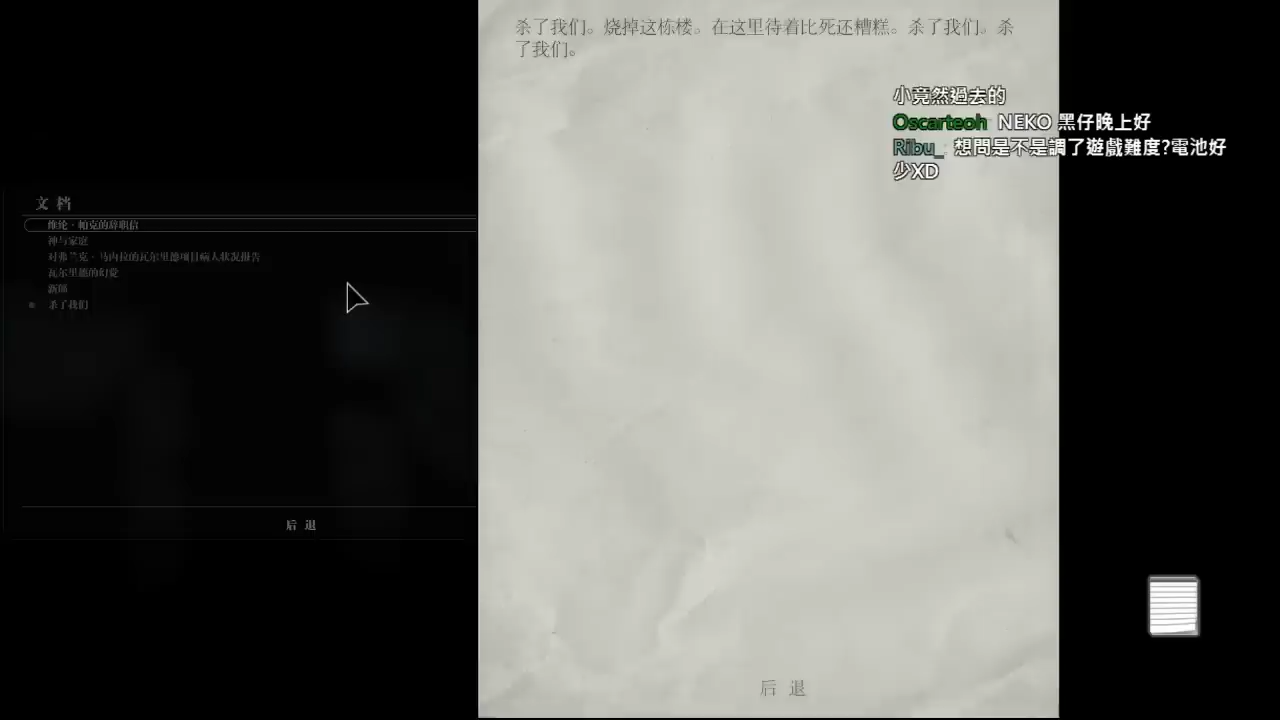 杀了我们。烧掉这栋楼。在这里待着比死还糟糕。杀了我们。杀
了我们。
小竟然過去的
Oscarteoh NEKO 黑仔晚上好
Ribu_: 想問是不是調了遊戲難度?電池好
少XD
文档
维伦·帕克的辞职信
神与家庭
对弗兰克·马内拉的瓦尔里德项目病人状况报告
瓦尔里德的幻觉
新郎
杀了我们
后退
后退